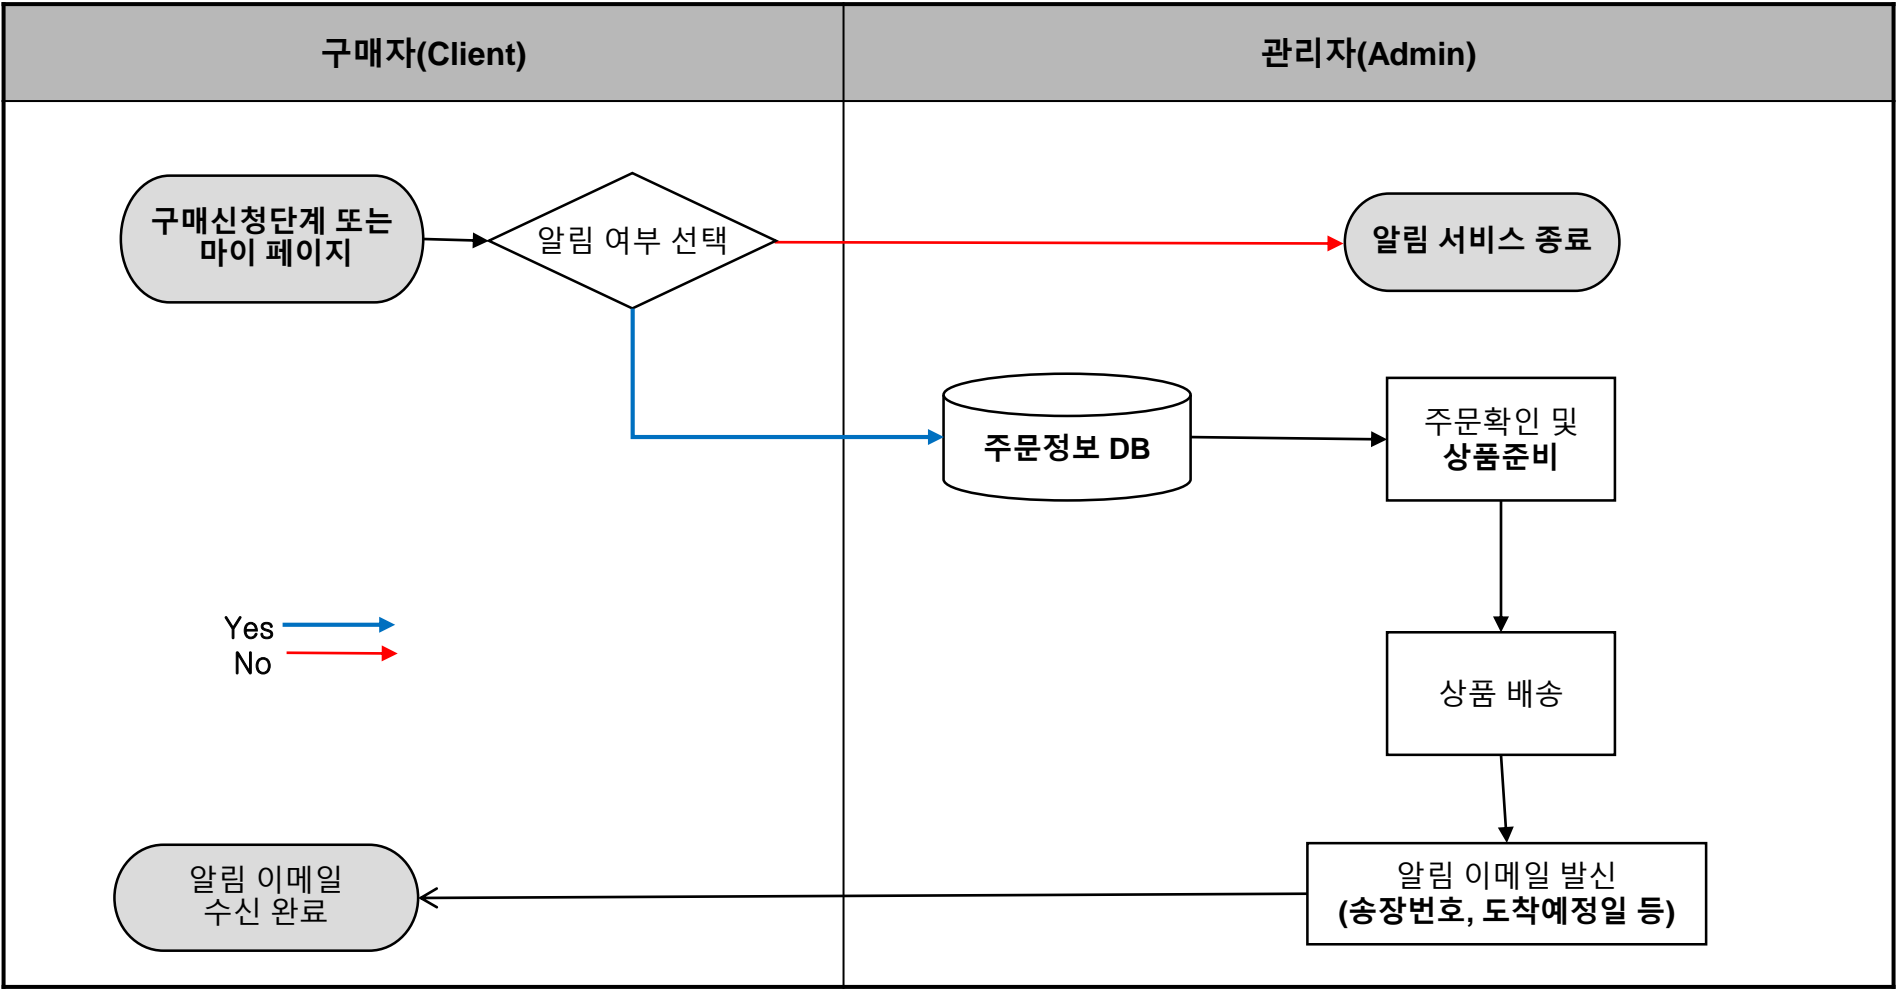 구매자(Client)
관리자(Admin)
구매신청단계 또는
마이 페이지
알림 여부 선택
알림 서비스 종료
주문정보 DB
주문확인 및
상품준비
Yes
No
상품 배송
알림 이메일
수신 완료
알림 이메일 발신
(송장번호, 도착예정일 등)